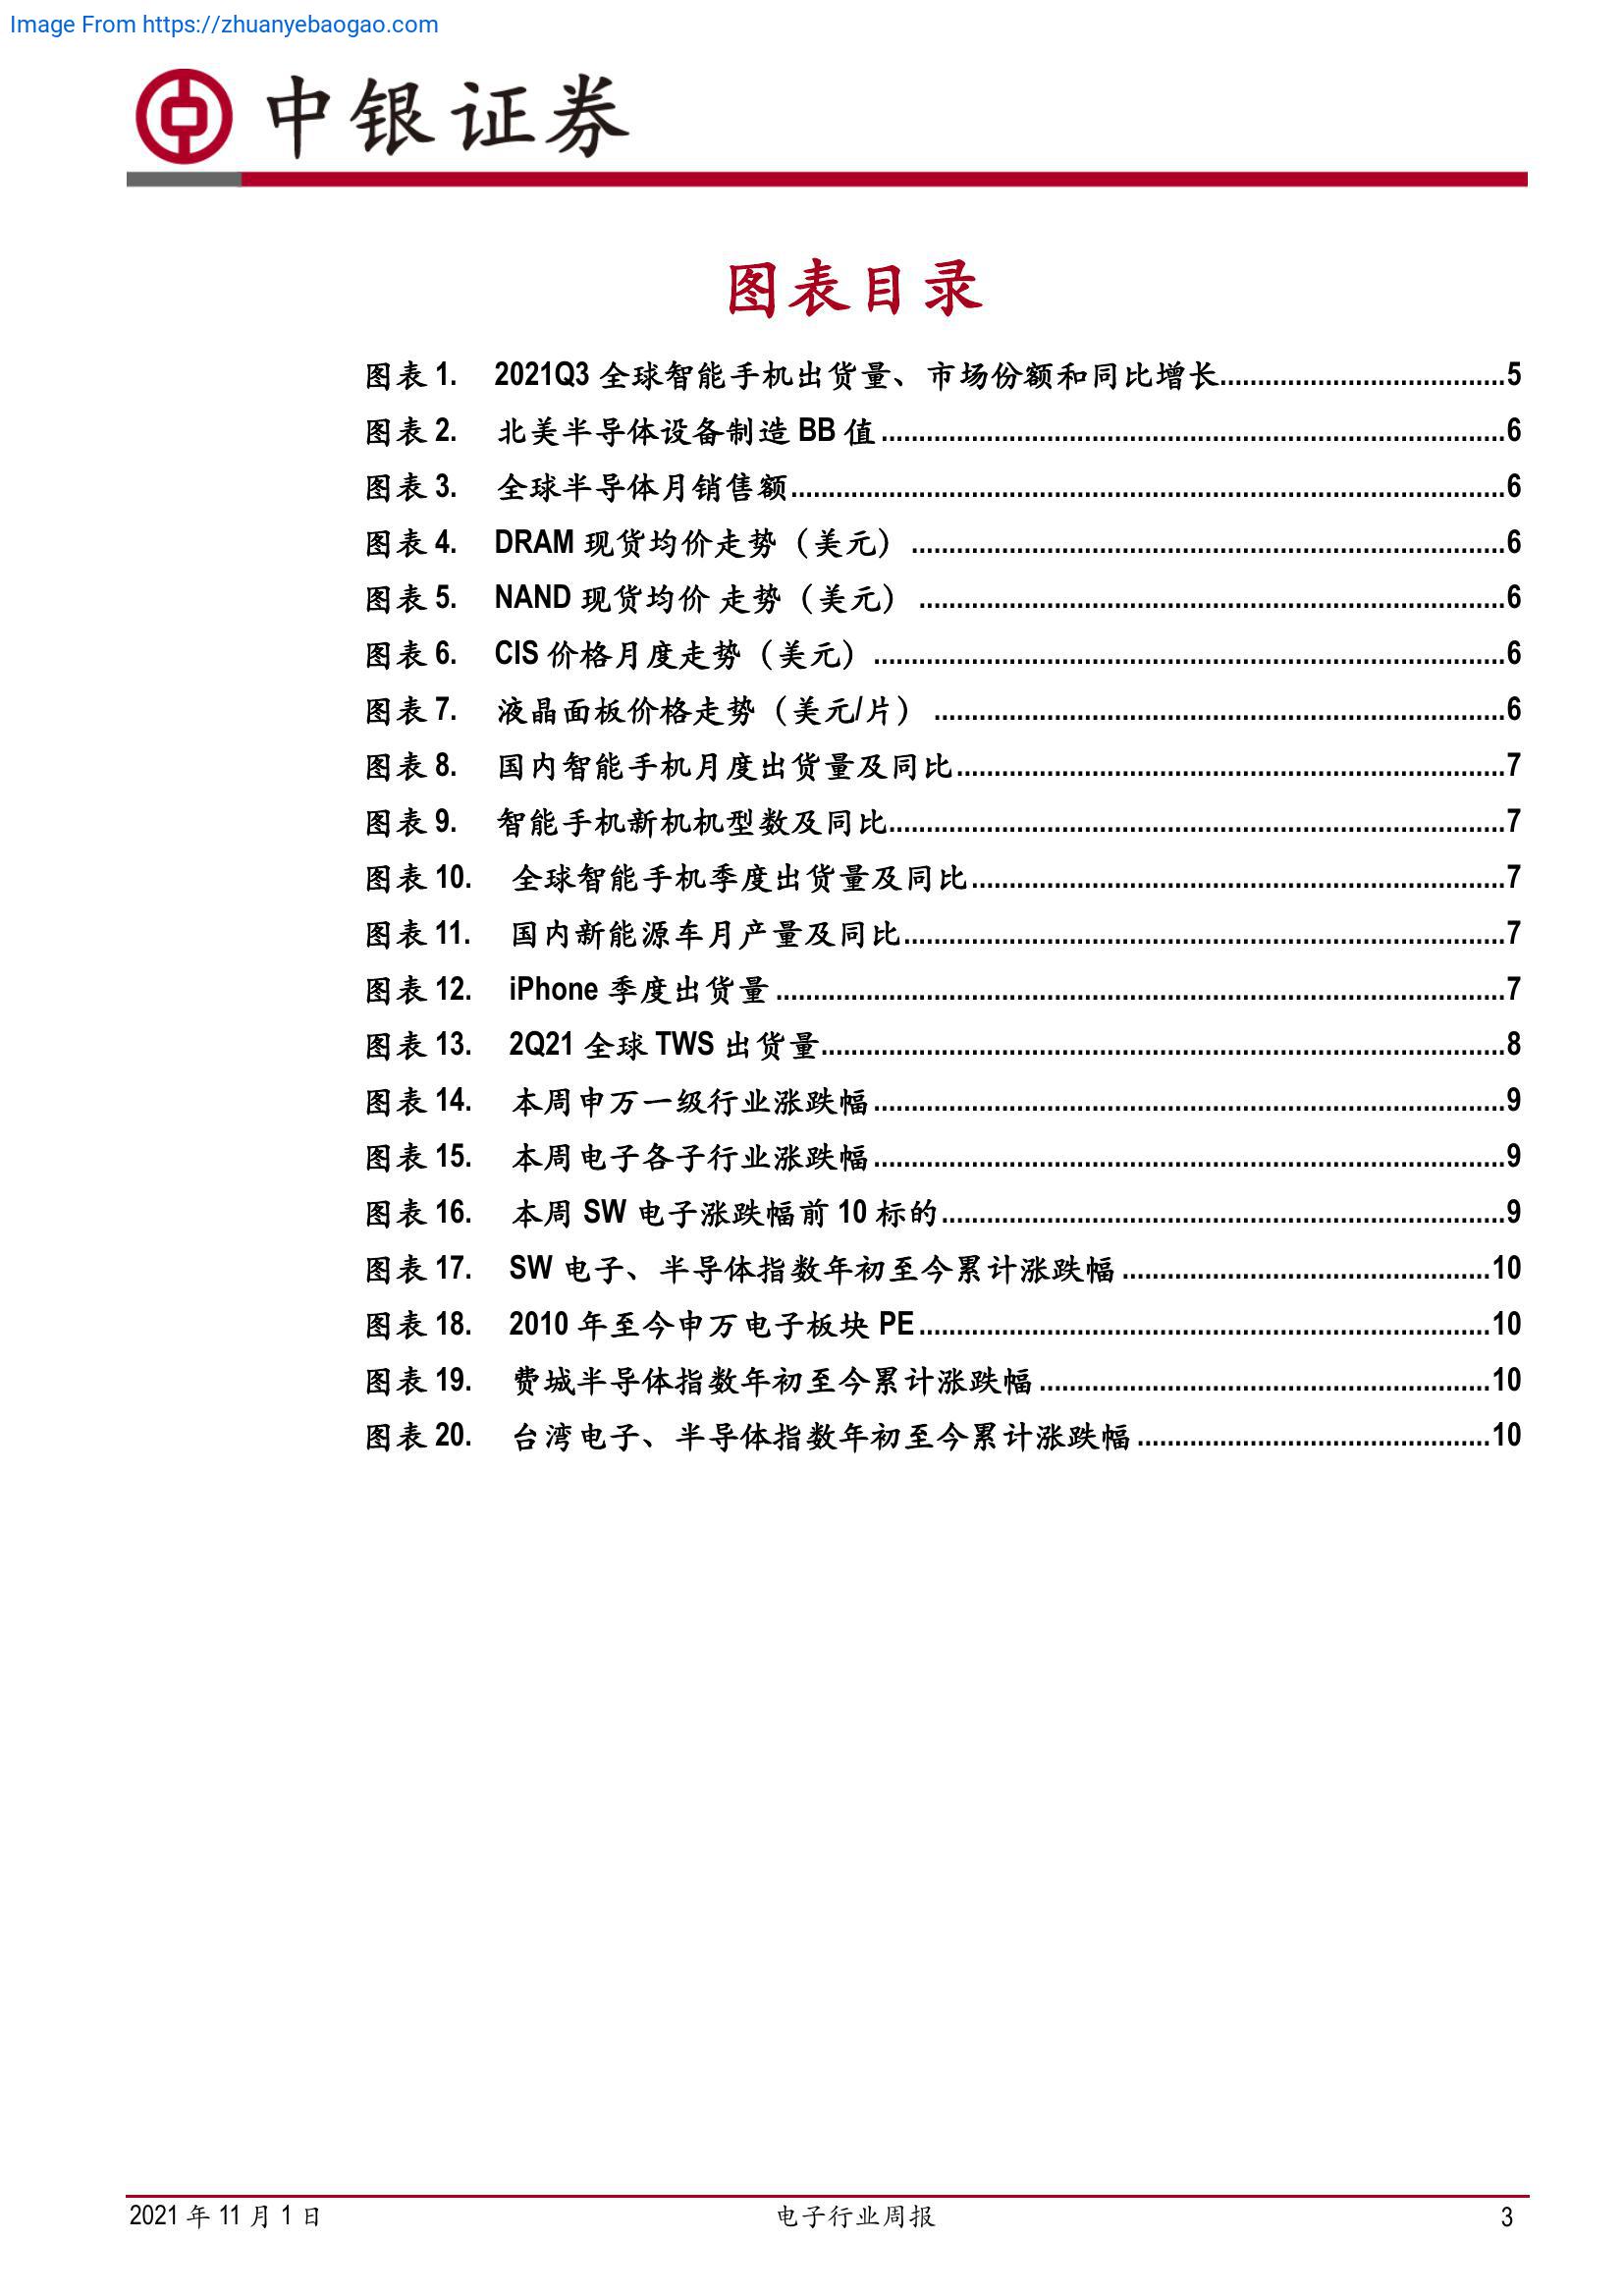 Image From https://zhuanyebaogao.com
中银证券
图表目录
图表 1. 2021Q3 全球智能手机出货量、市场份额和同比增长......................................5
图表 2. 北美半导体设备制造 BB 值...................................................................................6
图表 3. 全球半导体月销售额...............................................................................................6
图表 4. DRAM 现货均价走势（美元）...............................................................................6
图表 5. NAND 现货均价 走势（美元）..............................................................................6
图表 6. CIS 价格月度走势（美元）....................................................................................6
图表 7. 液晶面板价格走势（美元/片）............................................................................6
图表 8. 国内智能手机月度出货量及同比.........................................................................7
图表 9. 智能手机新机机型数及同比..................................................................................7
图表 10. 全球智能手机季度出货量及同比.......................................................................7
图表 11. 国内新能源车月产量及同比................................................................................7
图表 12. iPhone 季度出货量.................................................................................................7
图表 13. 2Q21 全球 TWS 出货量...........................................................................................8
图表 14. 本周申万一级行业涨跌幅....................................................................................9
图表 15. 本周电子各子行业涨跌幅....................................................................................9
图表 16. 本周 SW 电子涨跌幅前 10 标的...........................................................................9
图表 17. SW 电子、半导体指数年初至今累计涨跌幅.................................................10
图表 18. 2010 年至今申万电子板块 PE............................................................................10
图表 19. 费城半导体指数年初至今累计涨跌幅............................................................10
图表 20. 台湾电子、半导体指数年初至今累计涨跌幅...............................................10
2021 年 11 月 1 日 电子行业周报 3